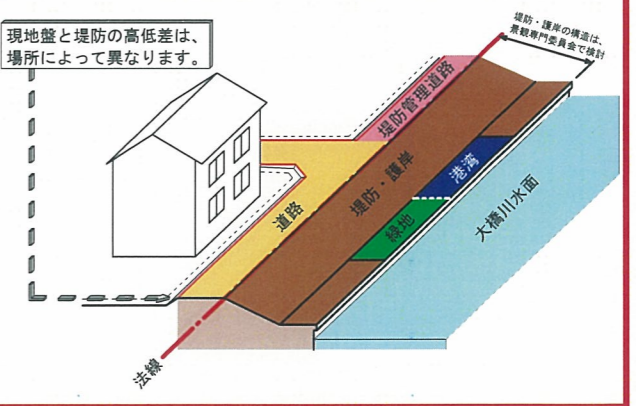 現地盤と堤防の高低差は、
場所によって異なります。
堤防・護岸の構造は、
景観専門委員会で検討
堤防管理道路
港湾
堤防・護岸
大橋川水面
道路
緑地
法線